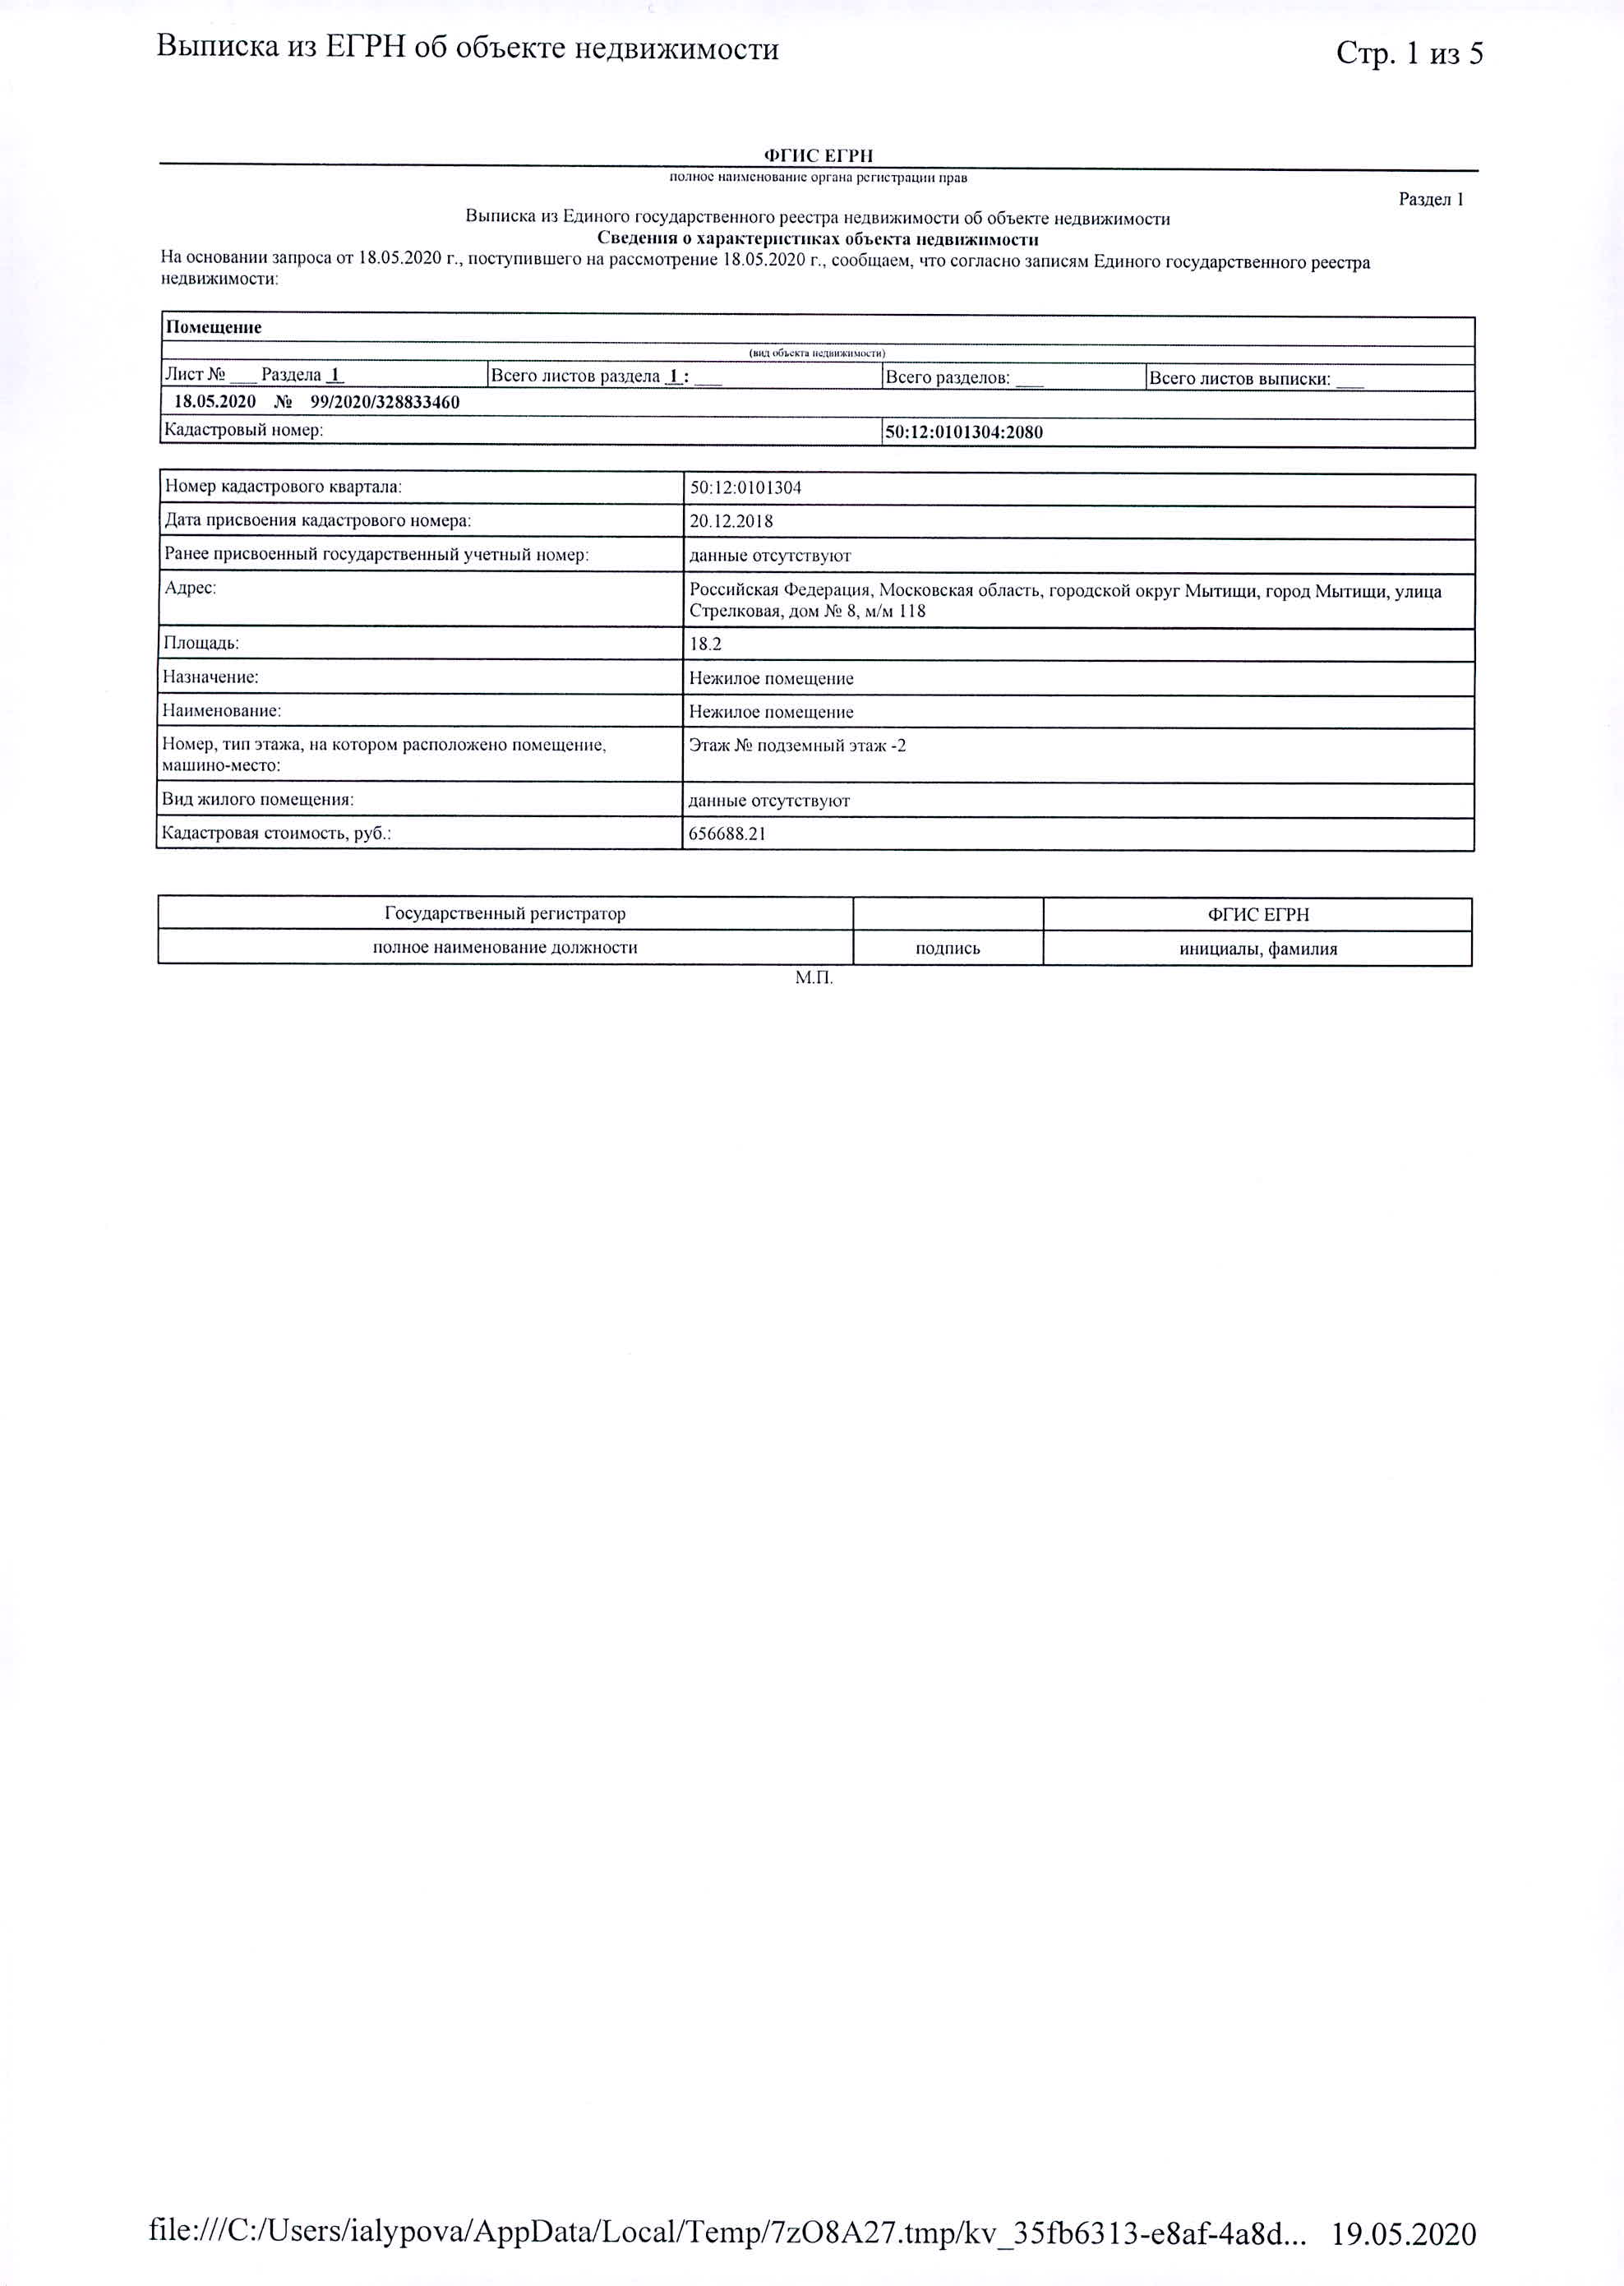 Выписка из ЕГРН об объекте недвижимости Стр. 1 из 5
ФГИС ЕГРН
полное наименование органа регистрации прав
Раздел 1
Выписка из Единого государственного реестра недвижимости об объекте недвижимости
Сведения о характеристиках объекта недвижимости
На основании запроса от 18.05.2020 г., поступившего на рассмотрение 18.05.2020 г., сообщаем, что согласно записям Единого государственного реестра
недвижимости:
Помещение
(вид объекта недвижимости)
Лист № ___ Раздела 1 Всего листов раздела 1 : ___ Всего разделов: ___ Всего листов выписки: ___
18.05.2020 № 99/2020/328833460
Кадастровый номер: 50:12:0101304:2080
Номер кадастрового квартала: 50:12:0101304
Дата присвоения кадастрового номера: 20.12.2018
Ранее присвоенный государственный учетный номер: данные отсутствуют
Адрес: Российская Федерация, Московская область, городской округ Мытищи, город Мытищи, улица
Стрелковая, дом № 8, м/м 118
Площадь: 18.2
Назначение: Нежилое помещение
Наименование: Нежилое помещение
Номер, тип этажа, на котором расположено помещение, Этаж № подземный этаж -2
машино-место:
Вид жилого помещения: данные отсутствуют
Кадастровая стоимость, руб.: 656688.21
Государственный регистратор ФГИС ЕГРН
полное наименование должности подпись инициалы, фамилия
М.П.
file:///C:/Users/ialypova/AppData/Local/Temp/7zO8A27.tmp/kv_35fb6313-e8af-4a8d... 19.05.2020